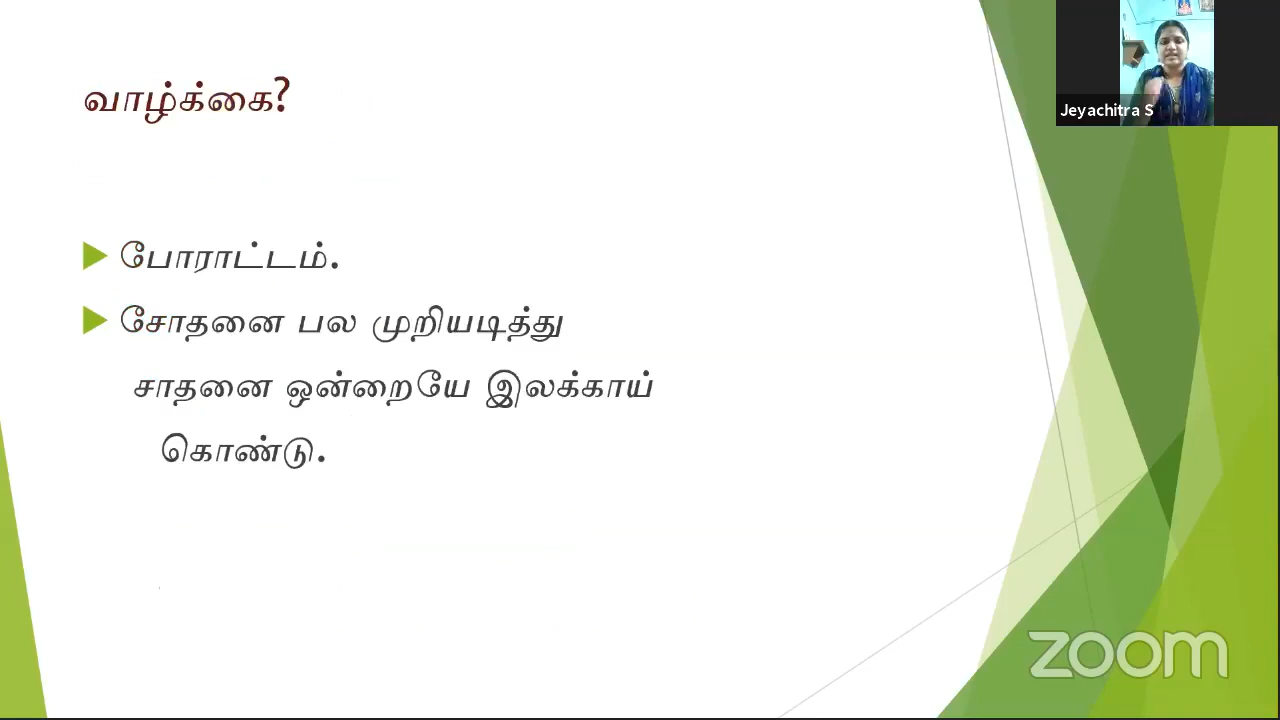 வாழ்க்கை?
Jeyachitra S
போராட்டம்.
சோதனை பல முறியடித்து
சாதனை ஒன்றையே இலக்காய்
கொண்டு.
zoom